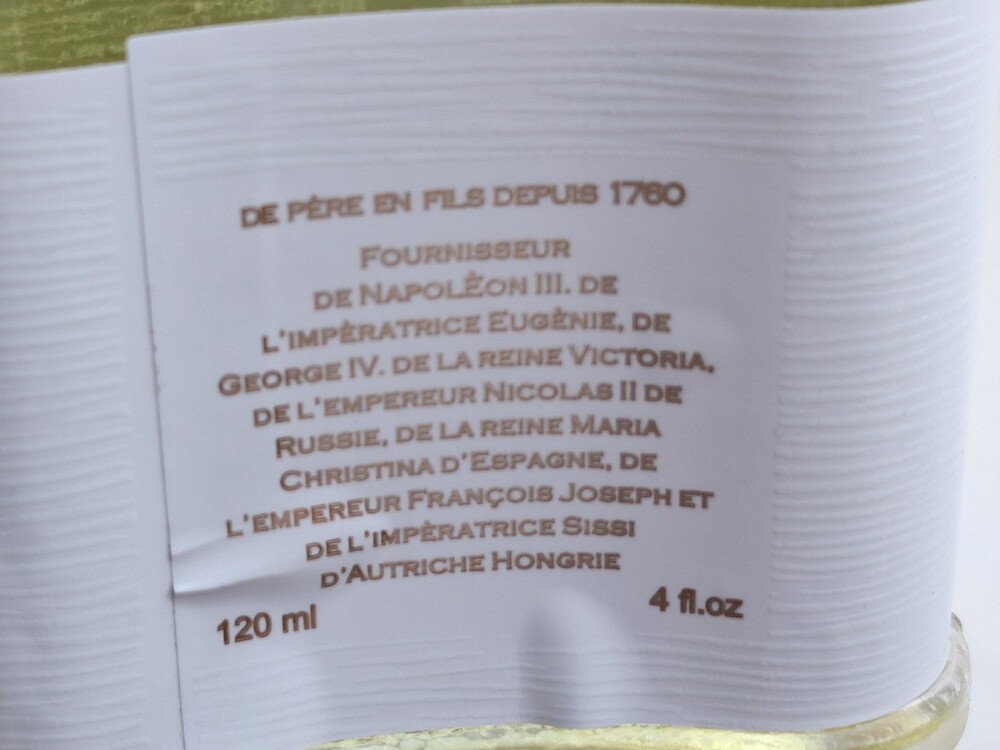 DE PÈRE EN FILS DEPUIS 1760
FOURNISSEUR
DE NAPOLÉON III. DE
L'IMPÈRATRICE EUGÈNIE, DE
GEORGE IV. DE LA REINE VICTORIA,
DE L'EMPEREUR NICOLAS II DE
RUSSIE, DE LA REINE MARIA
CHRISTINA D'ESPAGNE, DE
L'EMPEREUR FRANÇOIS JOSEPH ET
DE L'IMPÈRATRICE SISSI
D'AUTRICHE HONGRIE
120 ml 4 fl.oz